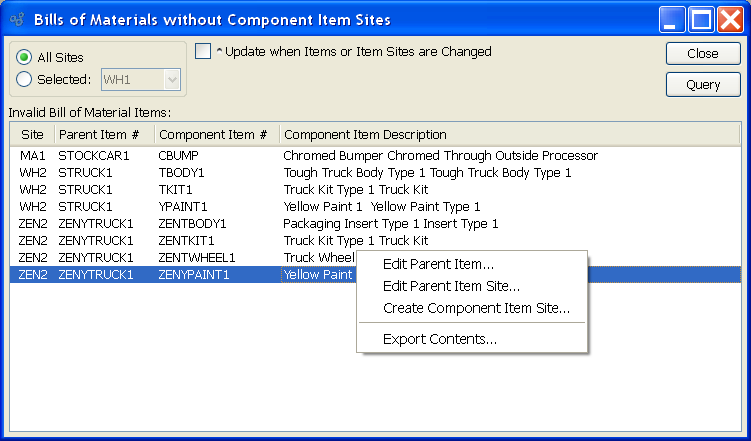 Bills of Materials without Component Item Sites
All Sites
^ Update when Items or Item Sites are Changed
Close
Selected: WH1
Query
Invalid Bill of Material Items:
Site Parent Item # Component Item # Component Item Description
MA1 STOCKCAR1 CBUMP Chromed Bumper Chromed Through Outside Processor
WH2 STRUCK1 TBODY1 Tough Truck Body Type 1 Tough Truck Body Type 1
WH2 STRUCK1 TKIT1 Truck Kit Type 1 Truck Kit
WH2 STRUCK1 YPAINT1 Yellow Paint 1 Yellow Paint Type 1
ZEN2 ZENYTRUCK1 ZENTBODY1 Packaging Insert Type 1 Insert Type 1
ZEN2 ZENYTRUCK1 ZENTKIT1 Truck Kit Type 1 Truck Kit
ZEN2 ZENYTRUCK1 ZENTWHEEL1 Truck Wheel
ZEN2 ZENYTRUCK1 ZENYPAINT1 Yellow Paint
Edit Parent Item...
Edit Parent Item Site...
Create Component Item Site...
Export Contents...